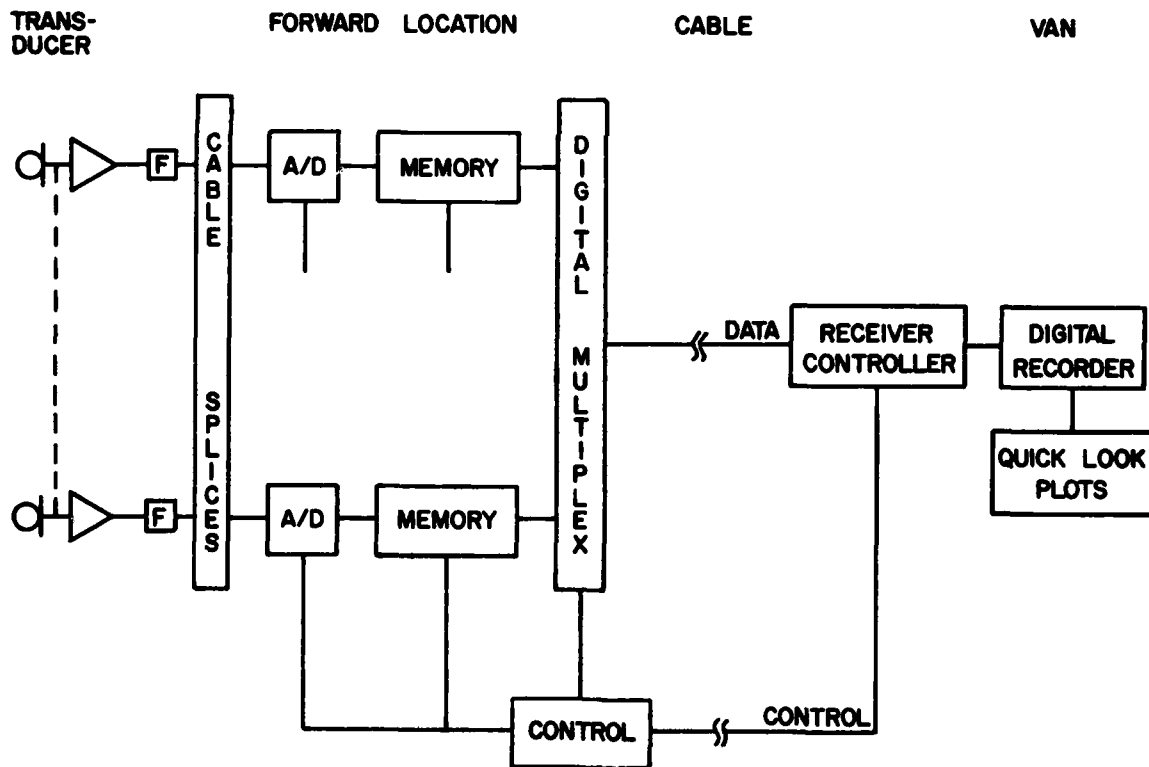 TRANS-
DUCER
FORWARD LOCATION
CABLE
VAN
F
CABLE SPLICES
A/D
MEMORY
DIGITAL MULTIPLEX
DATA
RECEIVER
CONTROLLER
DIGITAL
RECORDER
QUICK LOOK
PLOTS
F
A/D
MEMORY
CONTROL
CONTROL